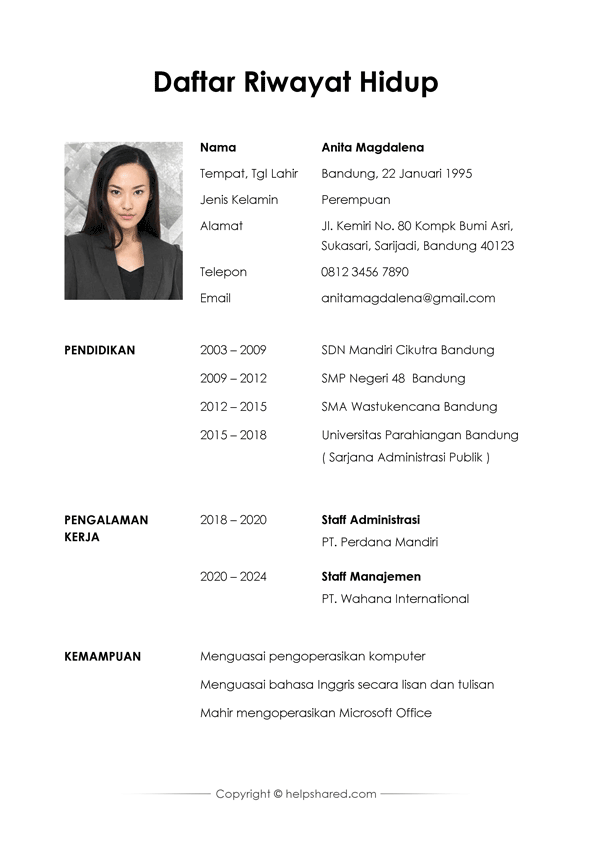 Daftar Riwayat Hidup
Nama Anita Magdalena
Tempat, Tgl Lahir Bandung, 22 Januari 1995
Jenis Kelamin Perempuan
Alamat Jl. Kemiri No. 80 Kompk Bumi Asri,
Sukasari, Sarijadi, Bandung 40123
Telepon 0812 3456 7890
Email anitamagdalena@gmail.com
PENDIDIKAN 2003 – 2009 SDN Mandiri Cikutra Bandung
2009 – 2012 SMP Negeri 48 Bandung
2012 – 2015 SMA Wastukencana Bandung
2015 – 2018 Universitas Parahiangan Bandung
( Sarjana Administrasi Publik )
PENGALAMAN 2018 – 2020 Staff Administrasi
KERJA
PT. Perdana Mandiri
2020 – 2024 Staff Manajemen
PT. Wahana International
KEMAMPUAN Menguasai pengoperasikan komputer
Menguasai bahasa Inggris secara lisan dan tulisan
Mahir mengoperasikan Microsoft Office
Copyright © helpshared.com